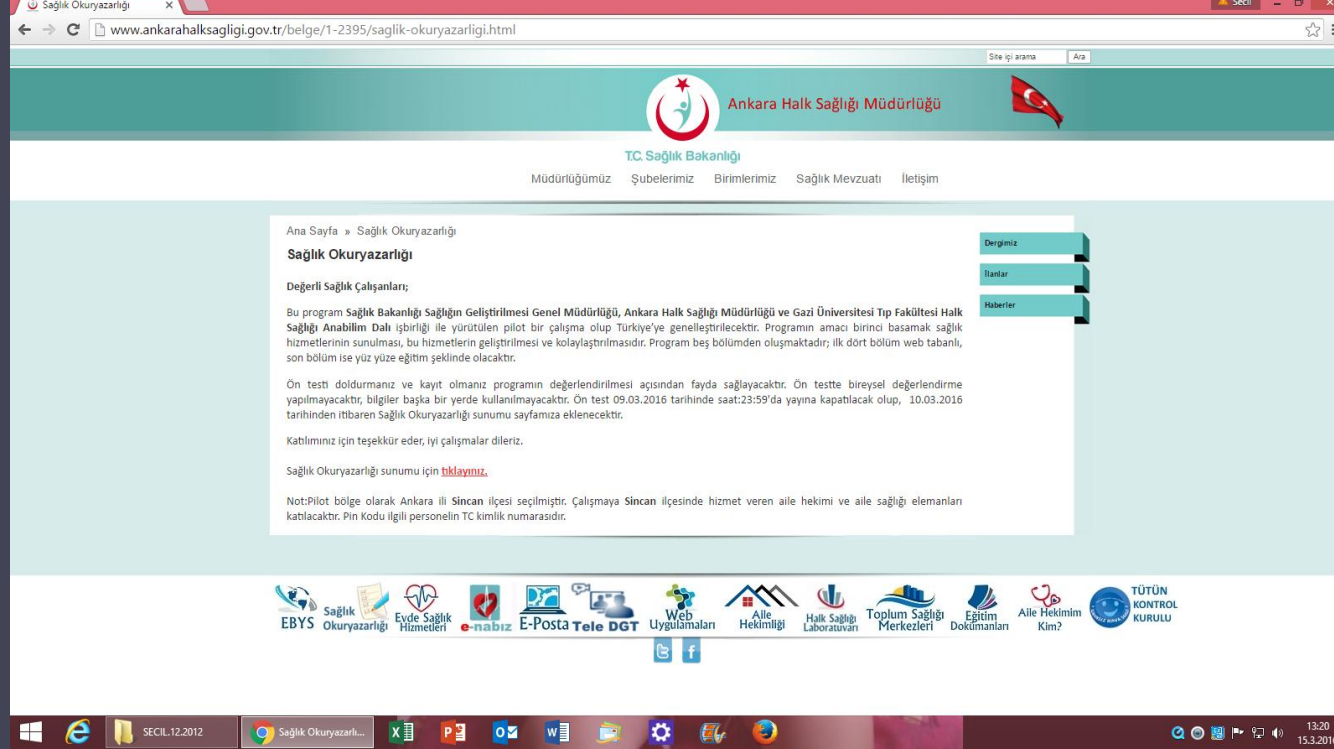 Sağlık Okuryazarlığı
Secil
www.ankarahalksagligi.gov.tr/belge/1-2395/saglik-okuryazarligi.html
Site içi arama
Ara
Ankara Halk Sağlığı Müdürlüğü
T.C. Sağlık Bakanlığı
Müdürlüğümüz Şubelerimiz Birimlerimiz Sağlık Mevzuatı İletişim
Ana Sayfa » Sağlık Okuryazarlığı
Sağlık Okuryazarlığı
Değerli Sağlık Çalışanları;
Bu program Sağlık Bakanlığı Sağlığın Geliştirilmesi Genel Müdürlüğü, Ankara Halk Sağlığı Müdürlüğü ve Gazi Üniversitesi Tıp Fakültesi Halk
Sağlığı Anabilim Dalı işbirliği ile yürütülen pilot bir çalışma olup Türkiye'ye genelleştirilecektir. Programın amacı birinci basamak sağlık
hizmetlerinin sunulması, bu hizmetlerin geliştirilmesi ve kolaylaştırılmasıdır. Program beş bölümden oluşmaktadır; ilk dört bölüm web tabanlı,
son bölüm ise yüz yüze eğitim şeklinde olacaktır.
Ön testi doldurmanız ve kayıt olmanız programın değerlendirilmesi açısından fayda sağlayacaktır. Ön testte bireysel değerlendirme
yapılmayacaktır, bilgiler başka bir yerde kullanılmayacaktır. Ön test 09.03.2016 tarihinde saat:23:59'da yayına kapatılacak olup, 10.03.2016
tarihinden itibaren Sağlık Okuryazarlığı sunumu sayfamıza eklenecektir.
Katılımınız için teşekkür eder, iyi çalışmalar dileriz.
Sağlık Okuryazarlığı sunumu için tıklayınız.
Not:Pilot bölge olarak Ankara ili Sincan ilçesi seçilmiştir. Çalışmaya Sincan ilçesinde hizmet veren aile hekimi ve aile sağlığı elemanları
katılacaktır. Pin Kodu ilgili personelin TC kimlik numarasıdır.
Dergimiz
İlanlar
Haberler
EBYS
Sağlık
Okuryazarlığı
Evde Sağlık
Hizmetleri
e-nabız
E-Posta
Tele DGT
Web
Uygulamaları
Aile
Hekimliği
Halk Sağlığı
Laboratuvarı
Toplum Sağlığı
Merkezleri
Eğitim
Dokümanları
Aile Hekimim
Kim?
TÜTÜN
KONTROL
KURULU
SECIL.12.2012
Sağlık Okuryazarlı...
13:20
15.3.201